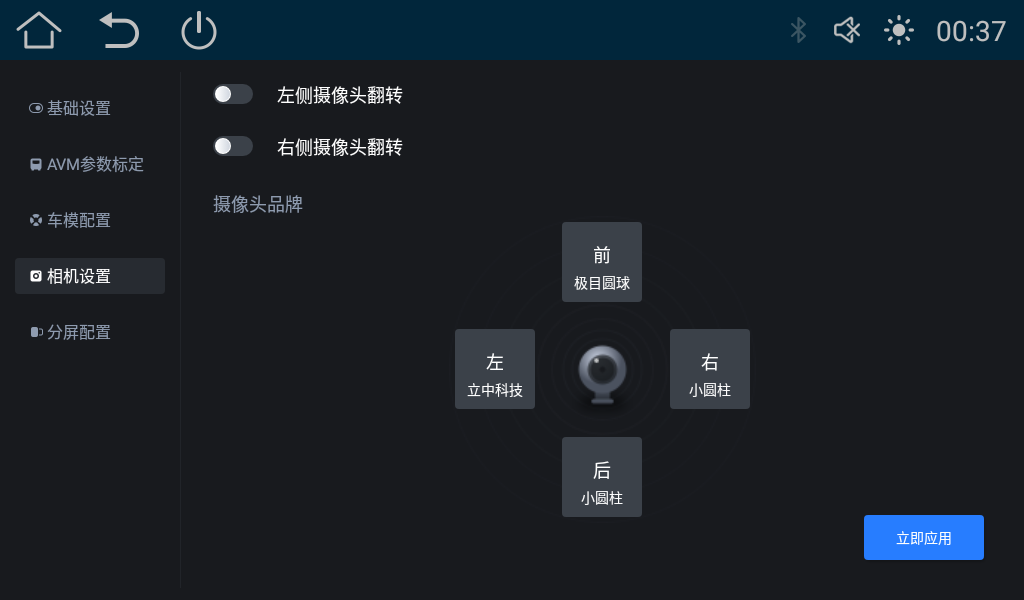 00:37
基础设置
AVM参数标定
车模配置
相机设置
分屏配置
左侧摄像头翻转
右侧摄像头翻转
摄像头品牌
前
极目圆球
左
立中科技
右
小圆柱
后
小圆柱
立即应用